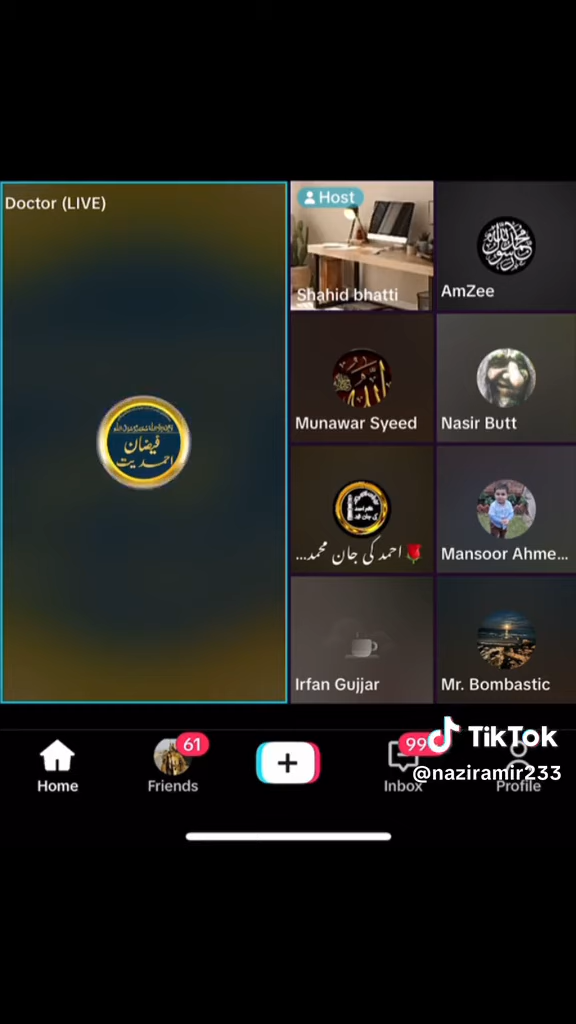 Doctor (LIVE)
فیضان
احمدیت
Host
Shahid bhatti
AmZee
Munawar Syeed
Nasir Butt
احمد کی جان محمد...
Mansoor Ahme...
Irfan Gujjar
Mr. Bombastic
61
99
TikTok
@naziramir233
Home
Friends
Inbox
Profile